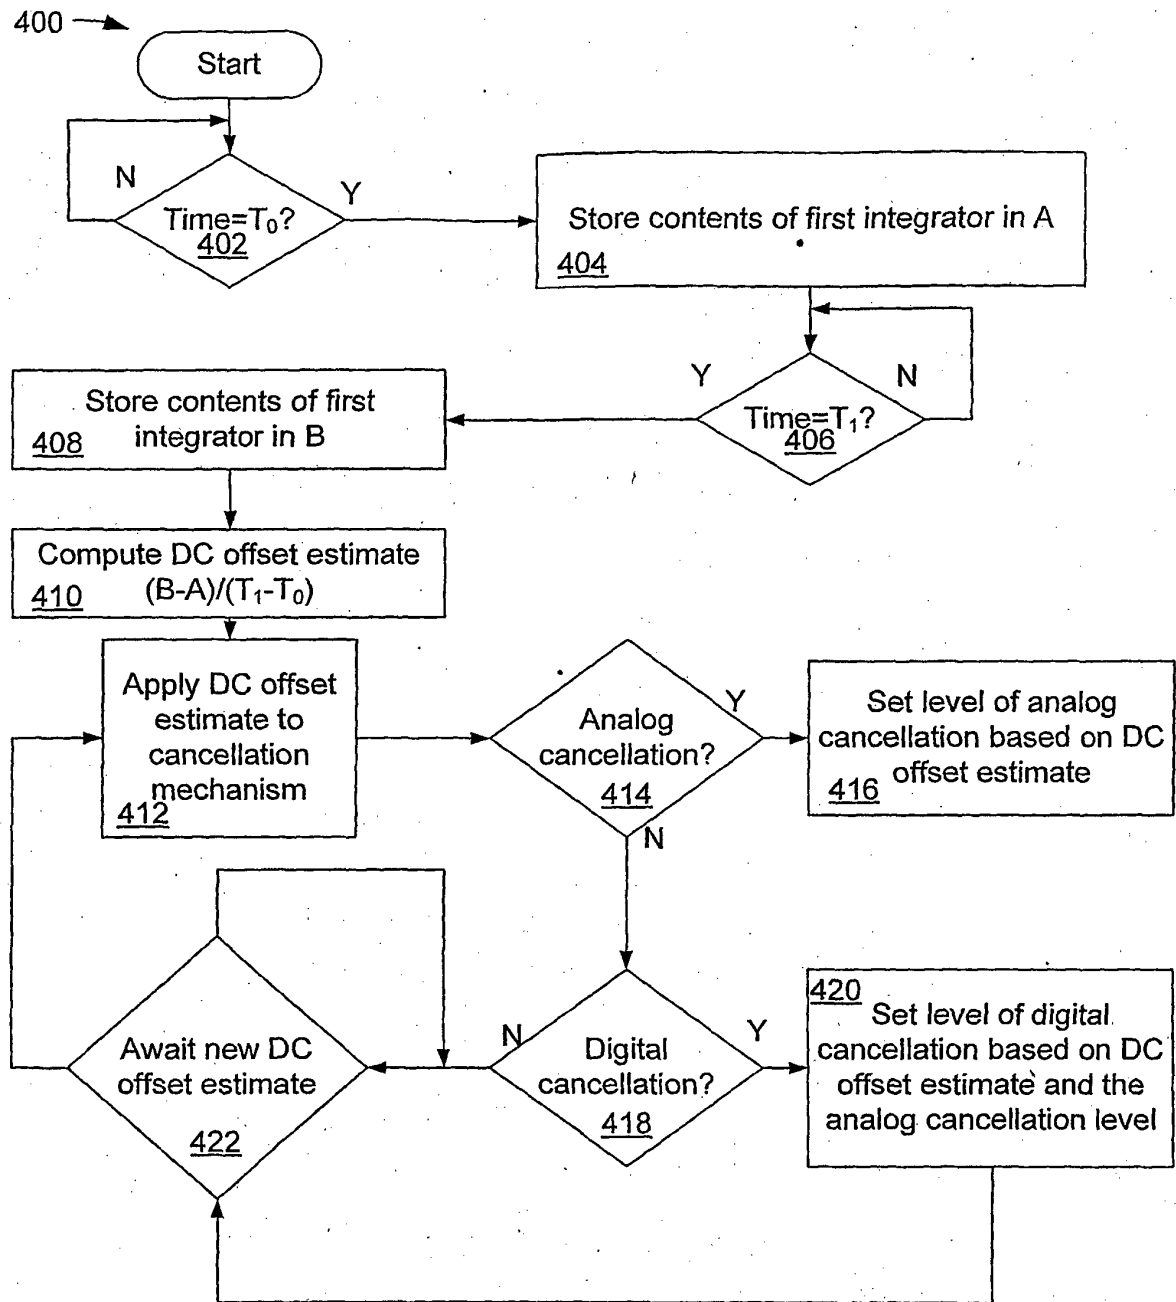 400
Start
N
Y
Time=T₀?
402
Store contents of first integrator in A
404
Y
N
Time=T₁?
406
Store contents of first
integrator in B
408
Compute DC offset estimate
(B-A)/(T₁-T₀)
410
Apply DC offset
estimate to
cancellation
mechanism
412
Analog
cancellation?
414
Y
N
Set level of analog
cancellation based on DC
offset estimate
416
Await new DC
offset estimate
422
N
Digital
cancellation?
418
Y
420
Set level of digital
cancellation based on DC
offset estimate and the
analog cancellation level